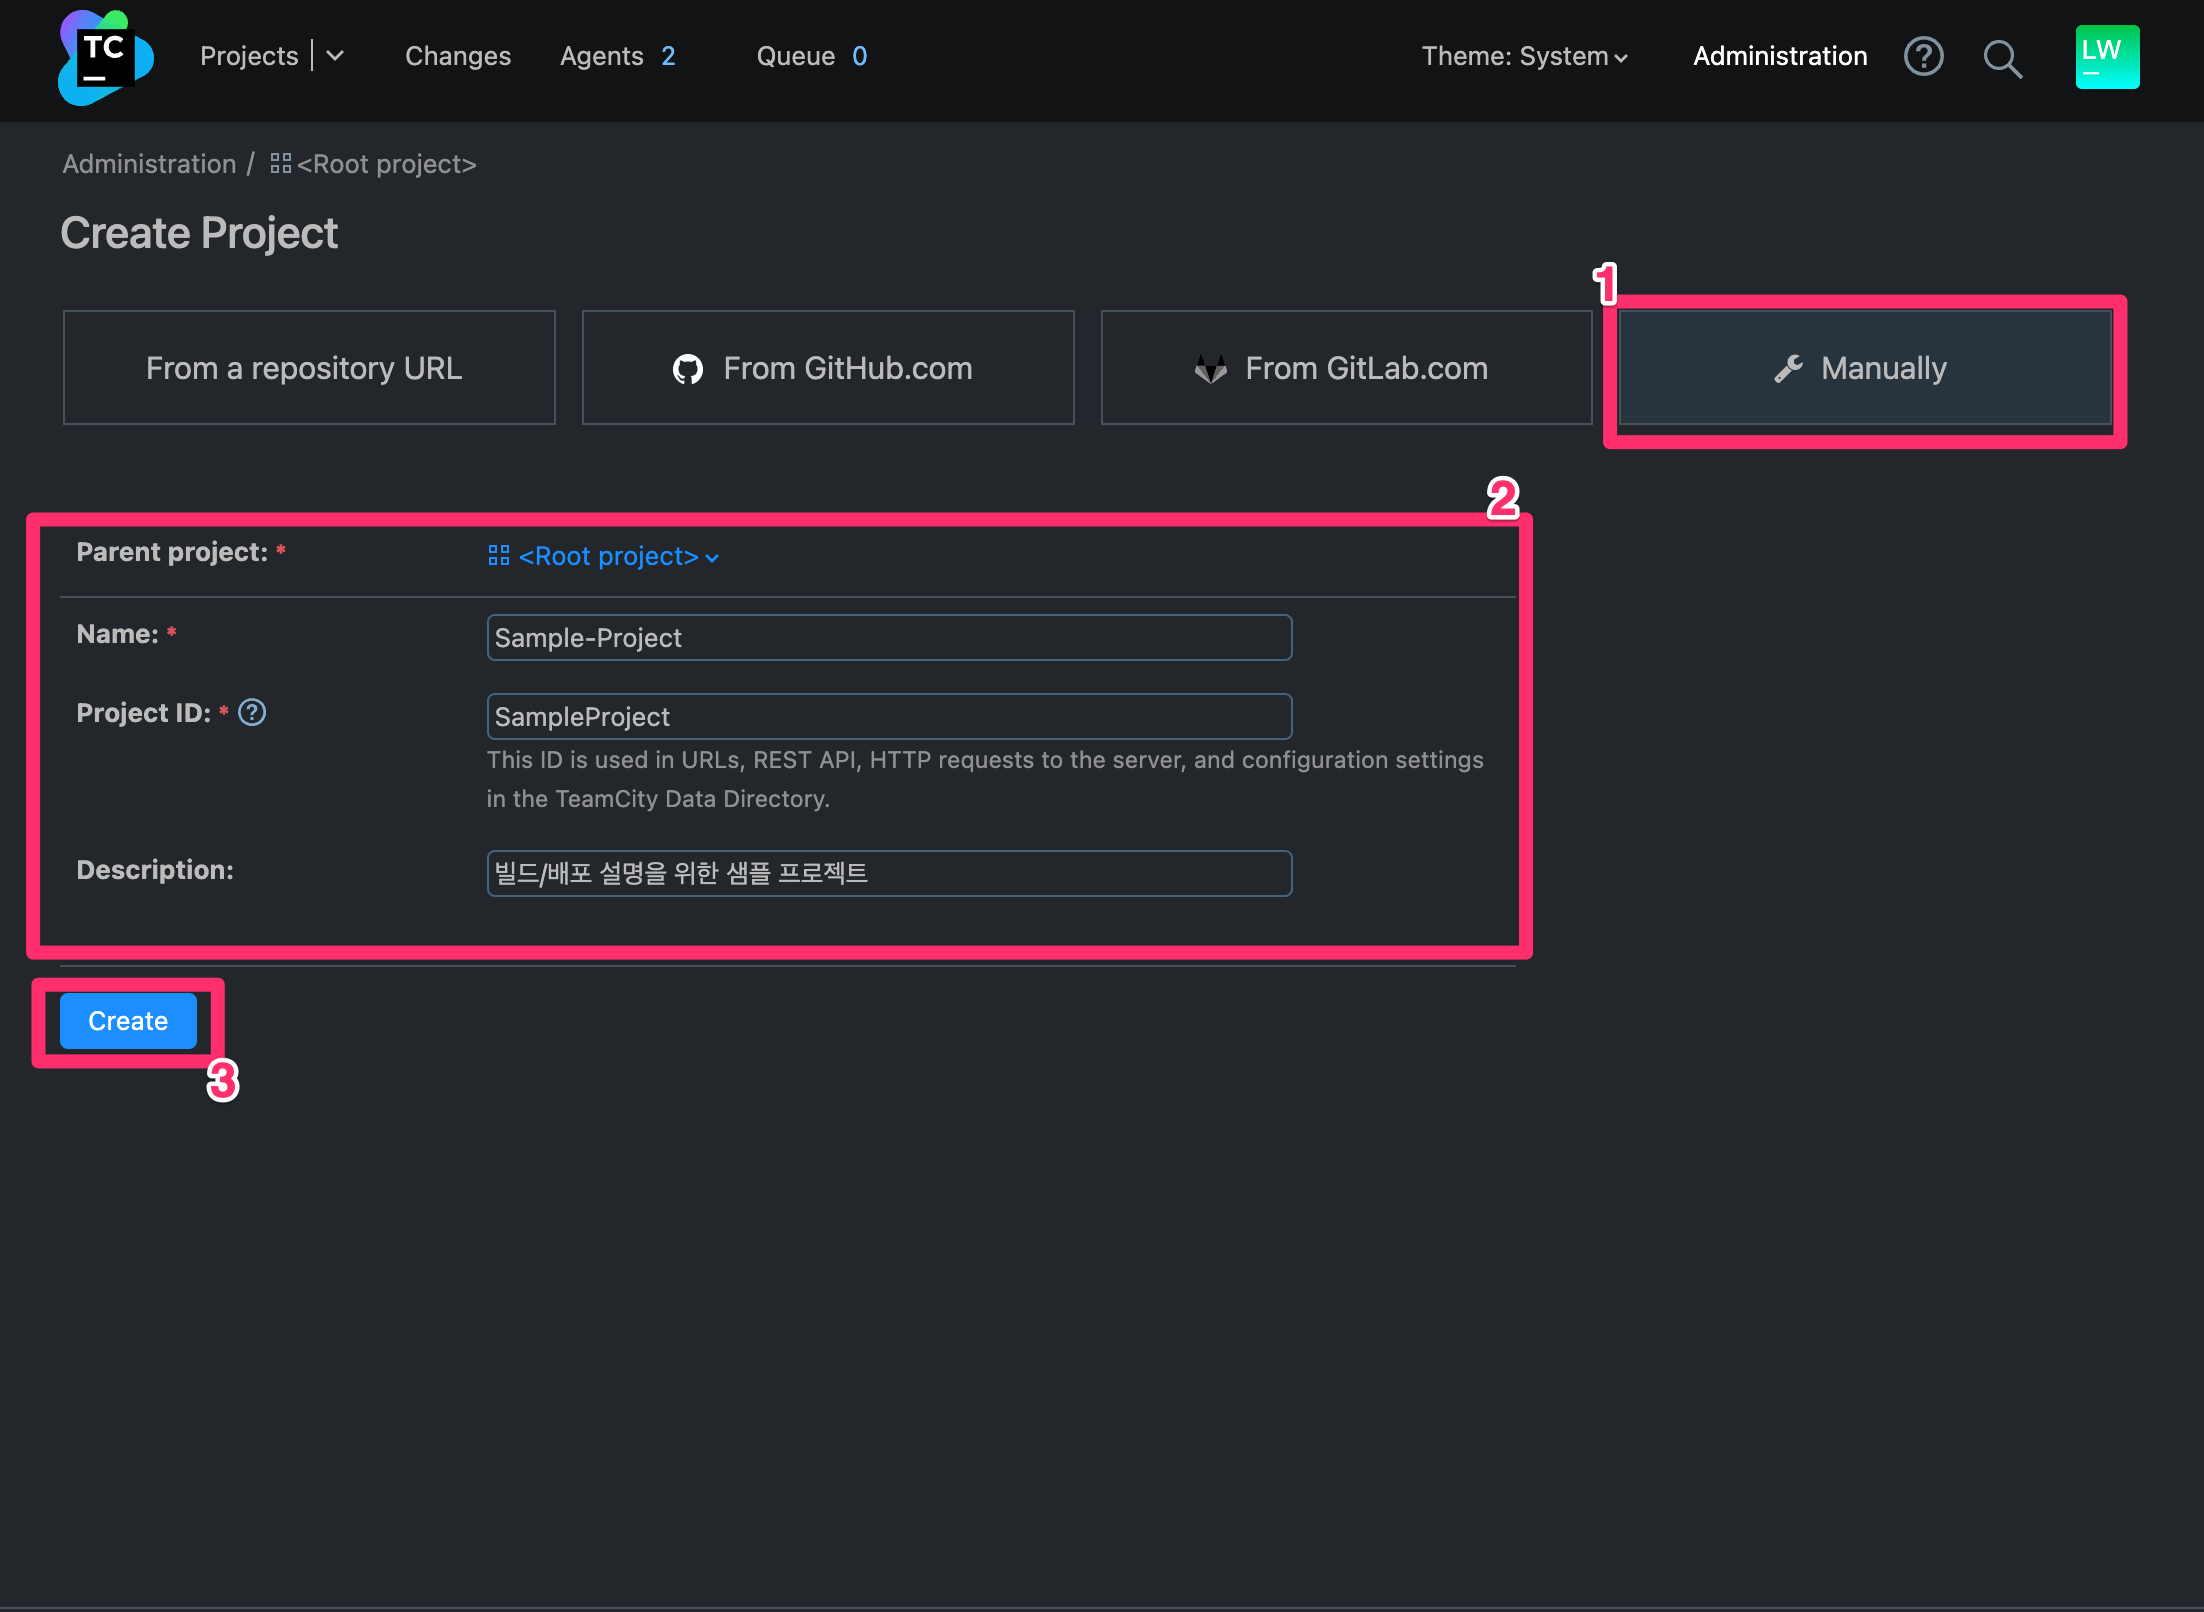 TC
Projects
Changes
Agents 2
Queue 0
Theme: System
Administration
LW
Administration / <Root project>
Create Project
1
From a repository URL
From GitHub.com
From GitLab.com
Manually
2
Parent project: * <Root project>
Name: * Sample-Project
Project ID: * ? SampleProject
This ID is used in URLs, REST API, HTTP requests to the server, and configuration settings
in the TeamCity Data Directory.
Description: 빌드/배포 설명을 위한 샘플 프로젝트
Create
3